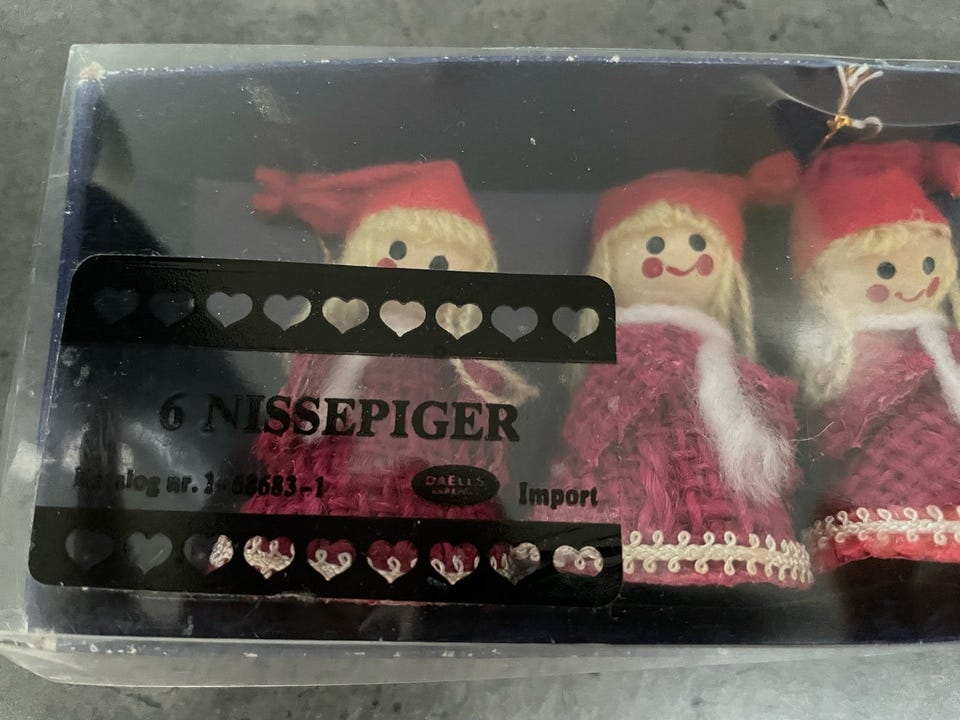 6 NISSEPIGER
Katalog nr. 1-68683-1
DAELLS
Import